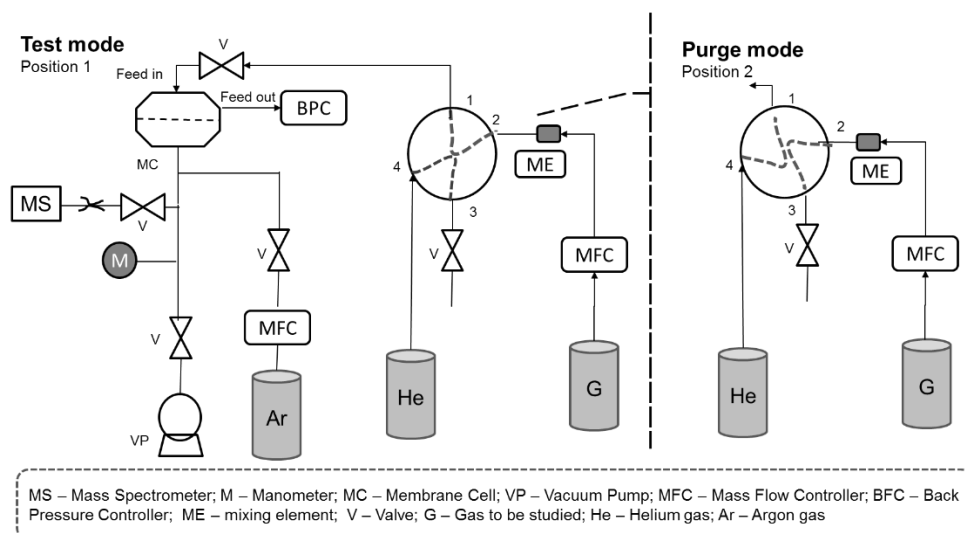 Test mode
Position 1
Feed in
V
Feed out
BPC
MC
MS
V
M
V
VP
V
MFC
Ar
1
2
3
4
ME
V
MFC
He
G
Purge mode
Position 2
1
2
3
4
ME
V
MFC
He
G
MS – Mass Spectrometer; M – Manometer; MC – Membrane Cell; VP – Vacuum Pump; MFC – Mass Flow Controller; BFC – Back
Pressure Controller; ME – mixing element; V – Valve; G – Gas to be studied; He – Helium gas; Ar – Argon gas